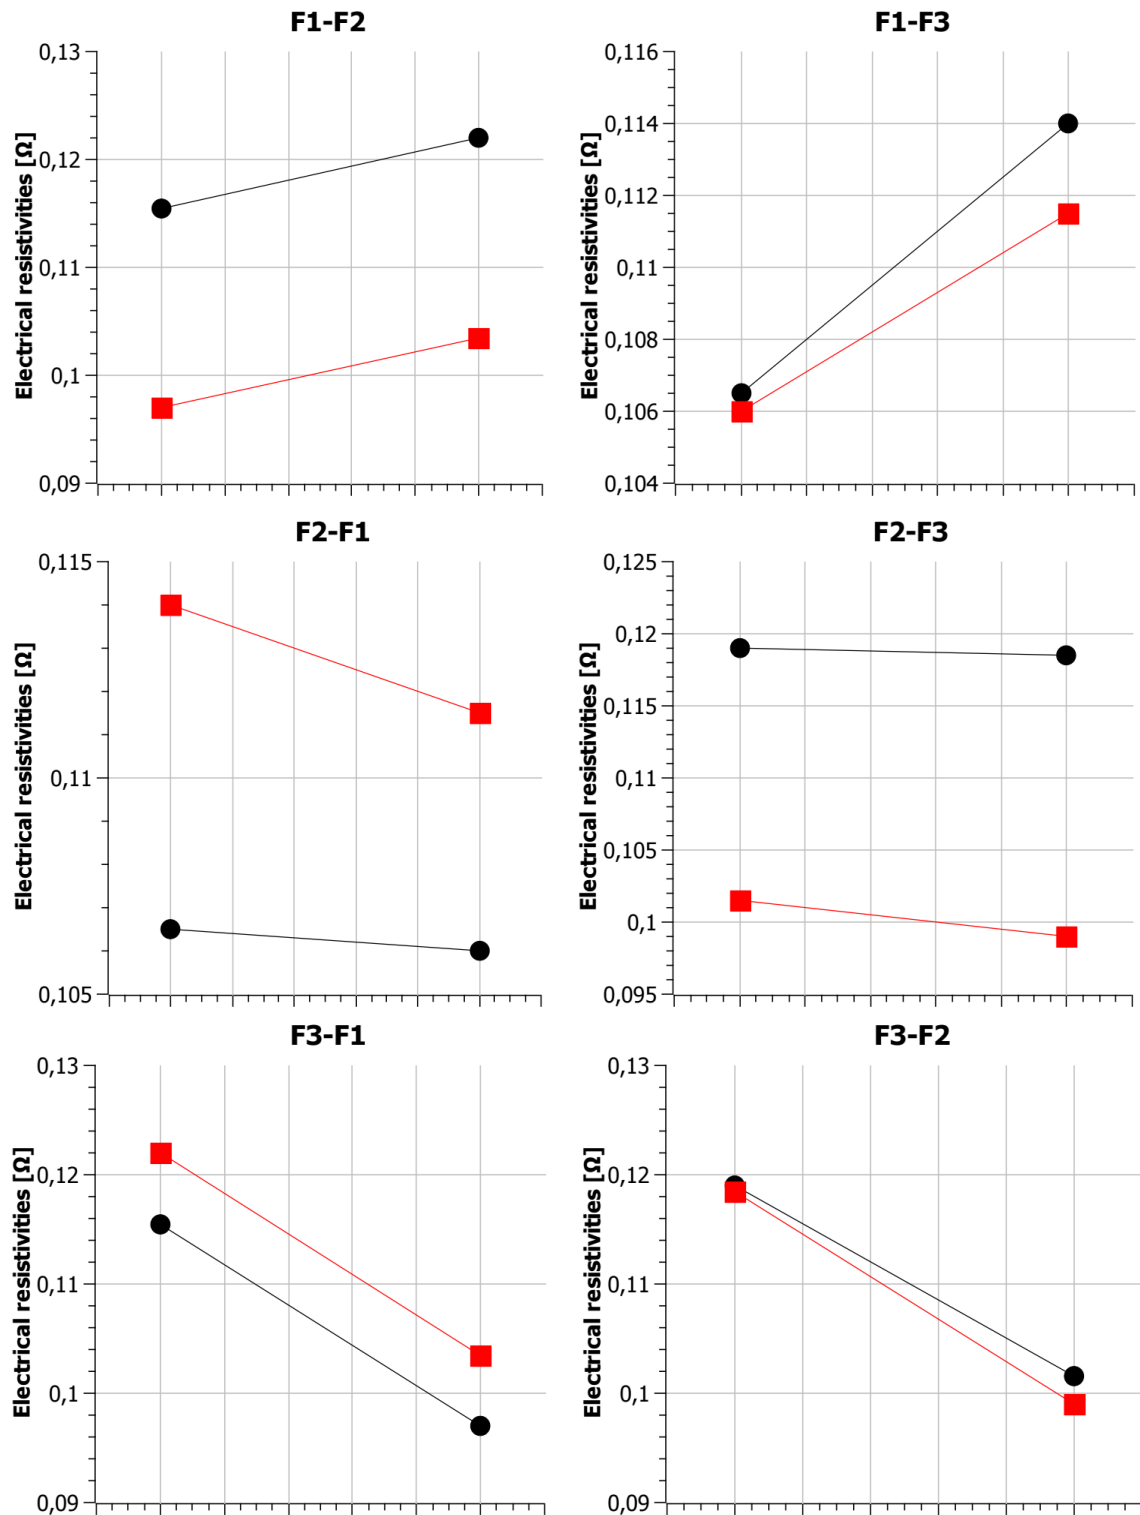 F1-F2
Electrical resistivities [Ω]
0,13
0,12
0,11
0,1
0,09
F1-F3
Electrical resistivities [Ω]
0,116
0,114
0,112
0,11
0,108
0,106
0,104
F2-F1
Electrical resistivities [Ω]
0,115
0,11
0,105
F2-F3
Electrical resistivities [Ω]
0,125
0,12
0,115
0,11
0,105
0,1
0,095
F3-F1
Electrical resistivities [Ω]
0,13
0,12
0,11
0,1
0,09
F3-F2
Electrical resistivities [Ω]
0,13
0,12
0,11
0,1
0,09